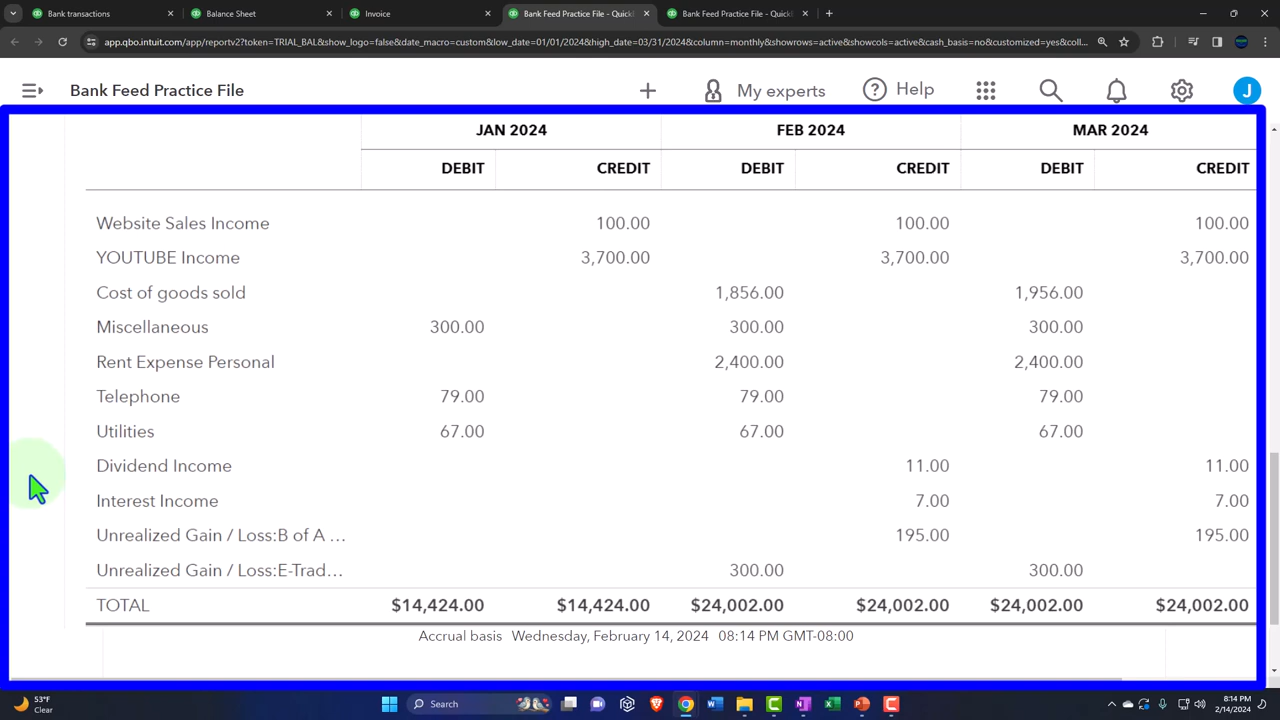 Bank transactions
Balance Sheet
Invoice
Bank Feed Practice File - Quick
Bank Feed Practice File - Quick
app.qbo.intuit.com/app/reportv2?token=TRIAL_BAL&show_logo=false&date_macro=custom&low_date=01/01/2024&high_date=03/31/2024&column=monthly&showrows=active&showcols=active&cash_basis=no&customized=yes&coll...
Bank Feed Practice File
My experts
Help
J
JAN 2024 FEB 2024 MAR 2024
DEBIT CREDIT DEBIT CREDIT DEBIT CREDIT
Website Sales Income 100.00 100.00 100.00
YOUTUBE Income 3,700.00 3,700.00 3,700.00
Cost of goods sold 1,856.00 1,956.00
Miscellaneous 300.00 300.00 300.00
Rent Expense Personal 2,400.00 2,400.00
Telephone 79.00 79.00 79.00
Utilities 67.00 67.00 67.00
Dividend Income 11.00 11.00
Interest Income 7.00 7.00
Unrealized Gain / Loss:B of A ... 195.00 195.00
Unrealized Gain / Loss:E-Trad... 300.00 300.00
TOTAL $14,424.00 $14,424.00 $24,002.00 $24,002.00 $24,002.00 $24,002.00
Accrual basis Wednesday, February 14, 2024 08:14 PM GMT-08:00
53°F
Clear
Search
8:14 PM
2/14/2024